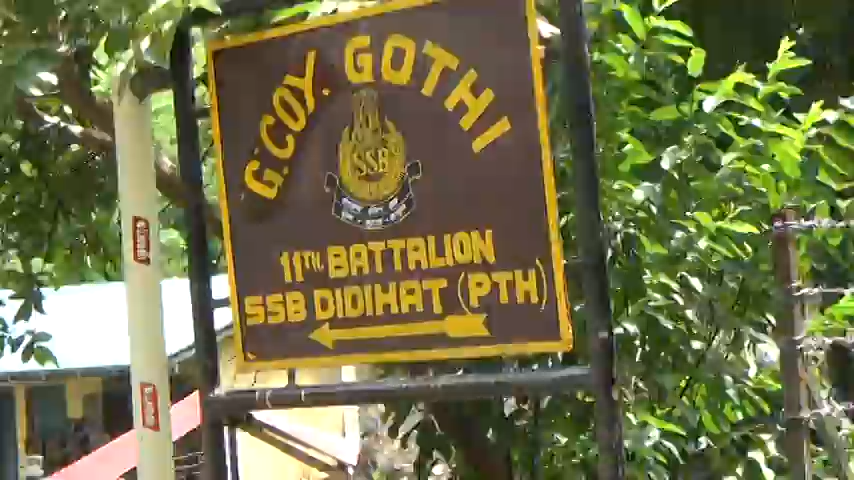 G.COY. GOTHI
SSB
11TH BATTALION
SSB DIDIHAT (PTH)